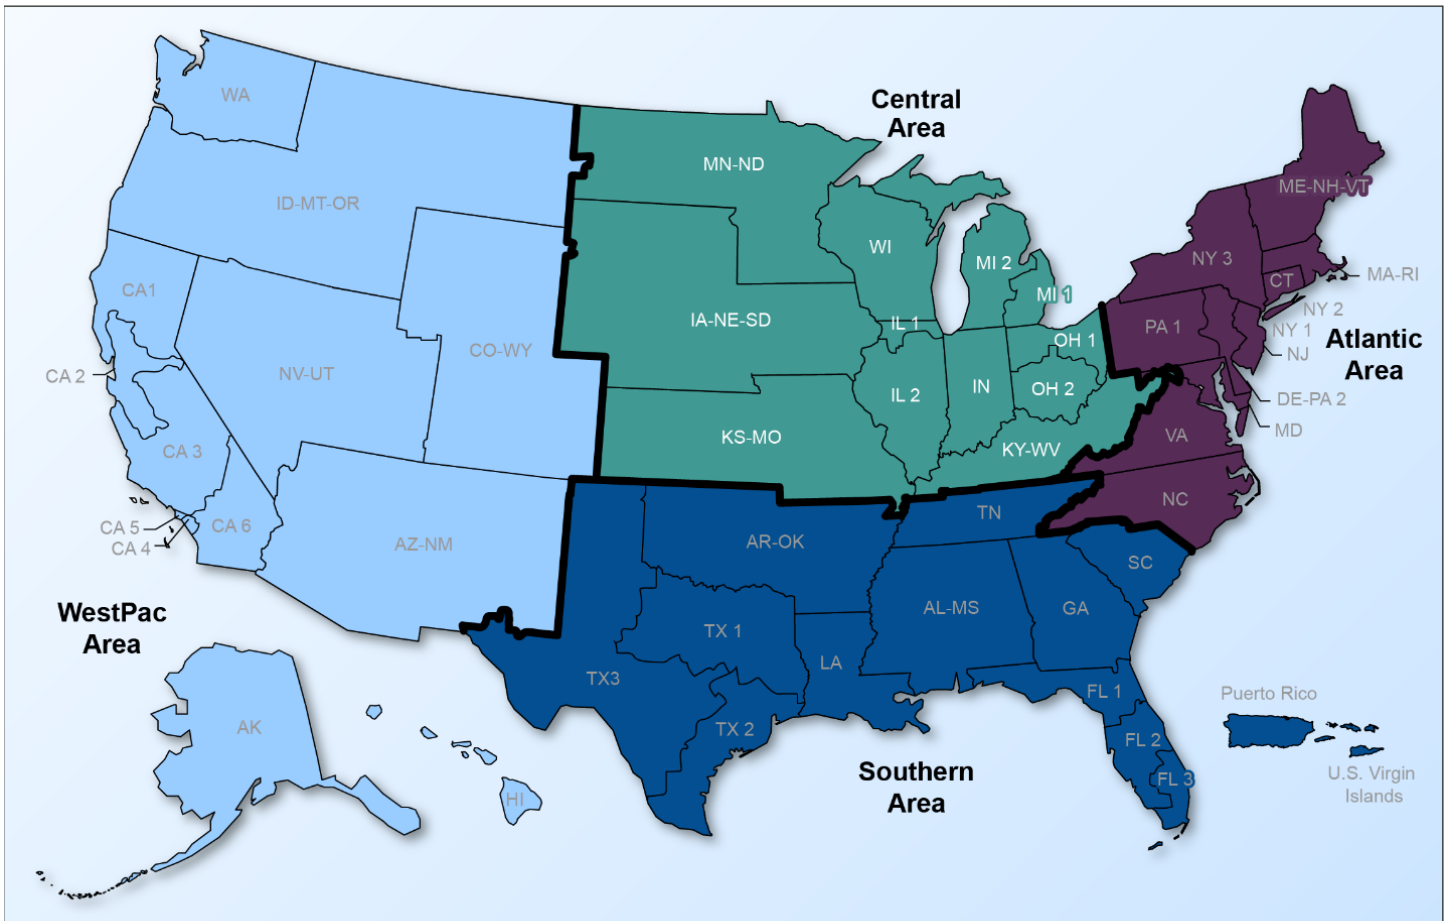 Central
Area
WA
MN-ND
ME-NH-VT
ID-MT-OR
WI
NY 3
MI 2
CT
MA-RI
CA1
MI 1
NY 2
IA-NE-SD
IL 1
PA 1
NY 1
OH 1
Atlantic
Area
CO-WY
NJ
CA 2
NV-UT
IN
OH 2
IL 2
DE-PA 2
MD
KS-MO
VA
CA 3
KY-WV
NC
TN
CA 5
CA 6
CA 4
AZ-NM
AR-OK
SC
WestPac
Area
AL-MS
GA
TX 1
LA
TX3
FL 1
Puerto Rico
AK
TX 2
FL 2
Southern
Area
FL 3
U.S. Virgin
Islands
HI